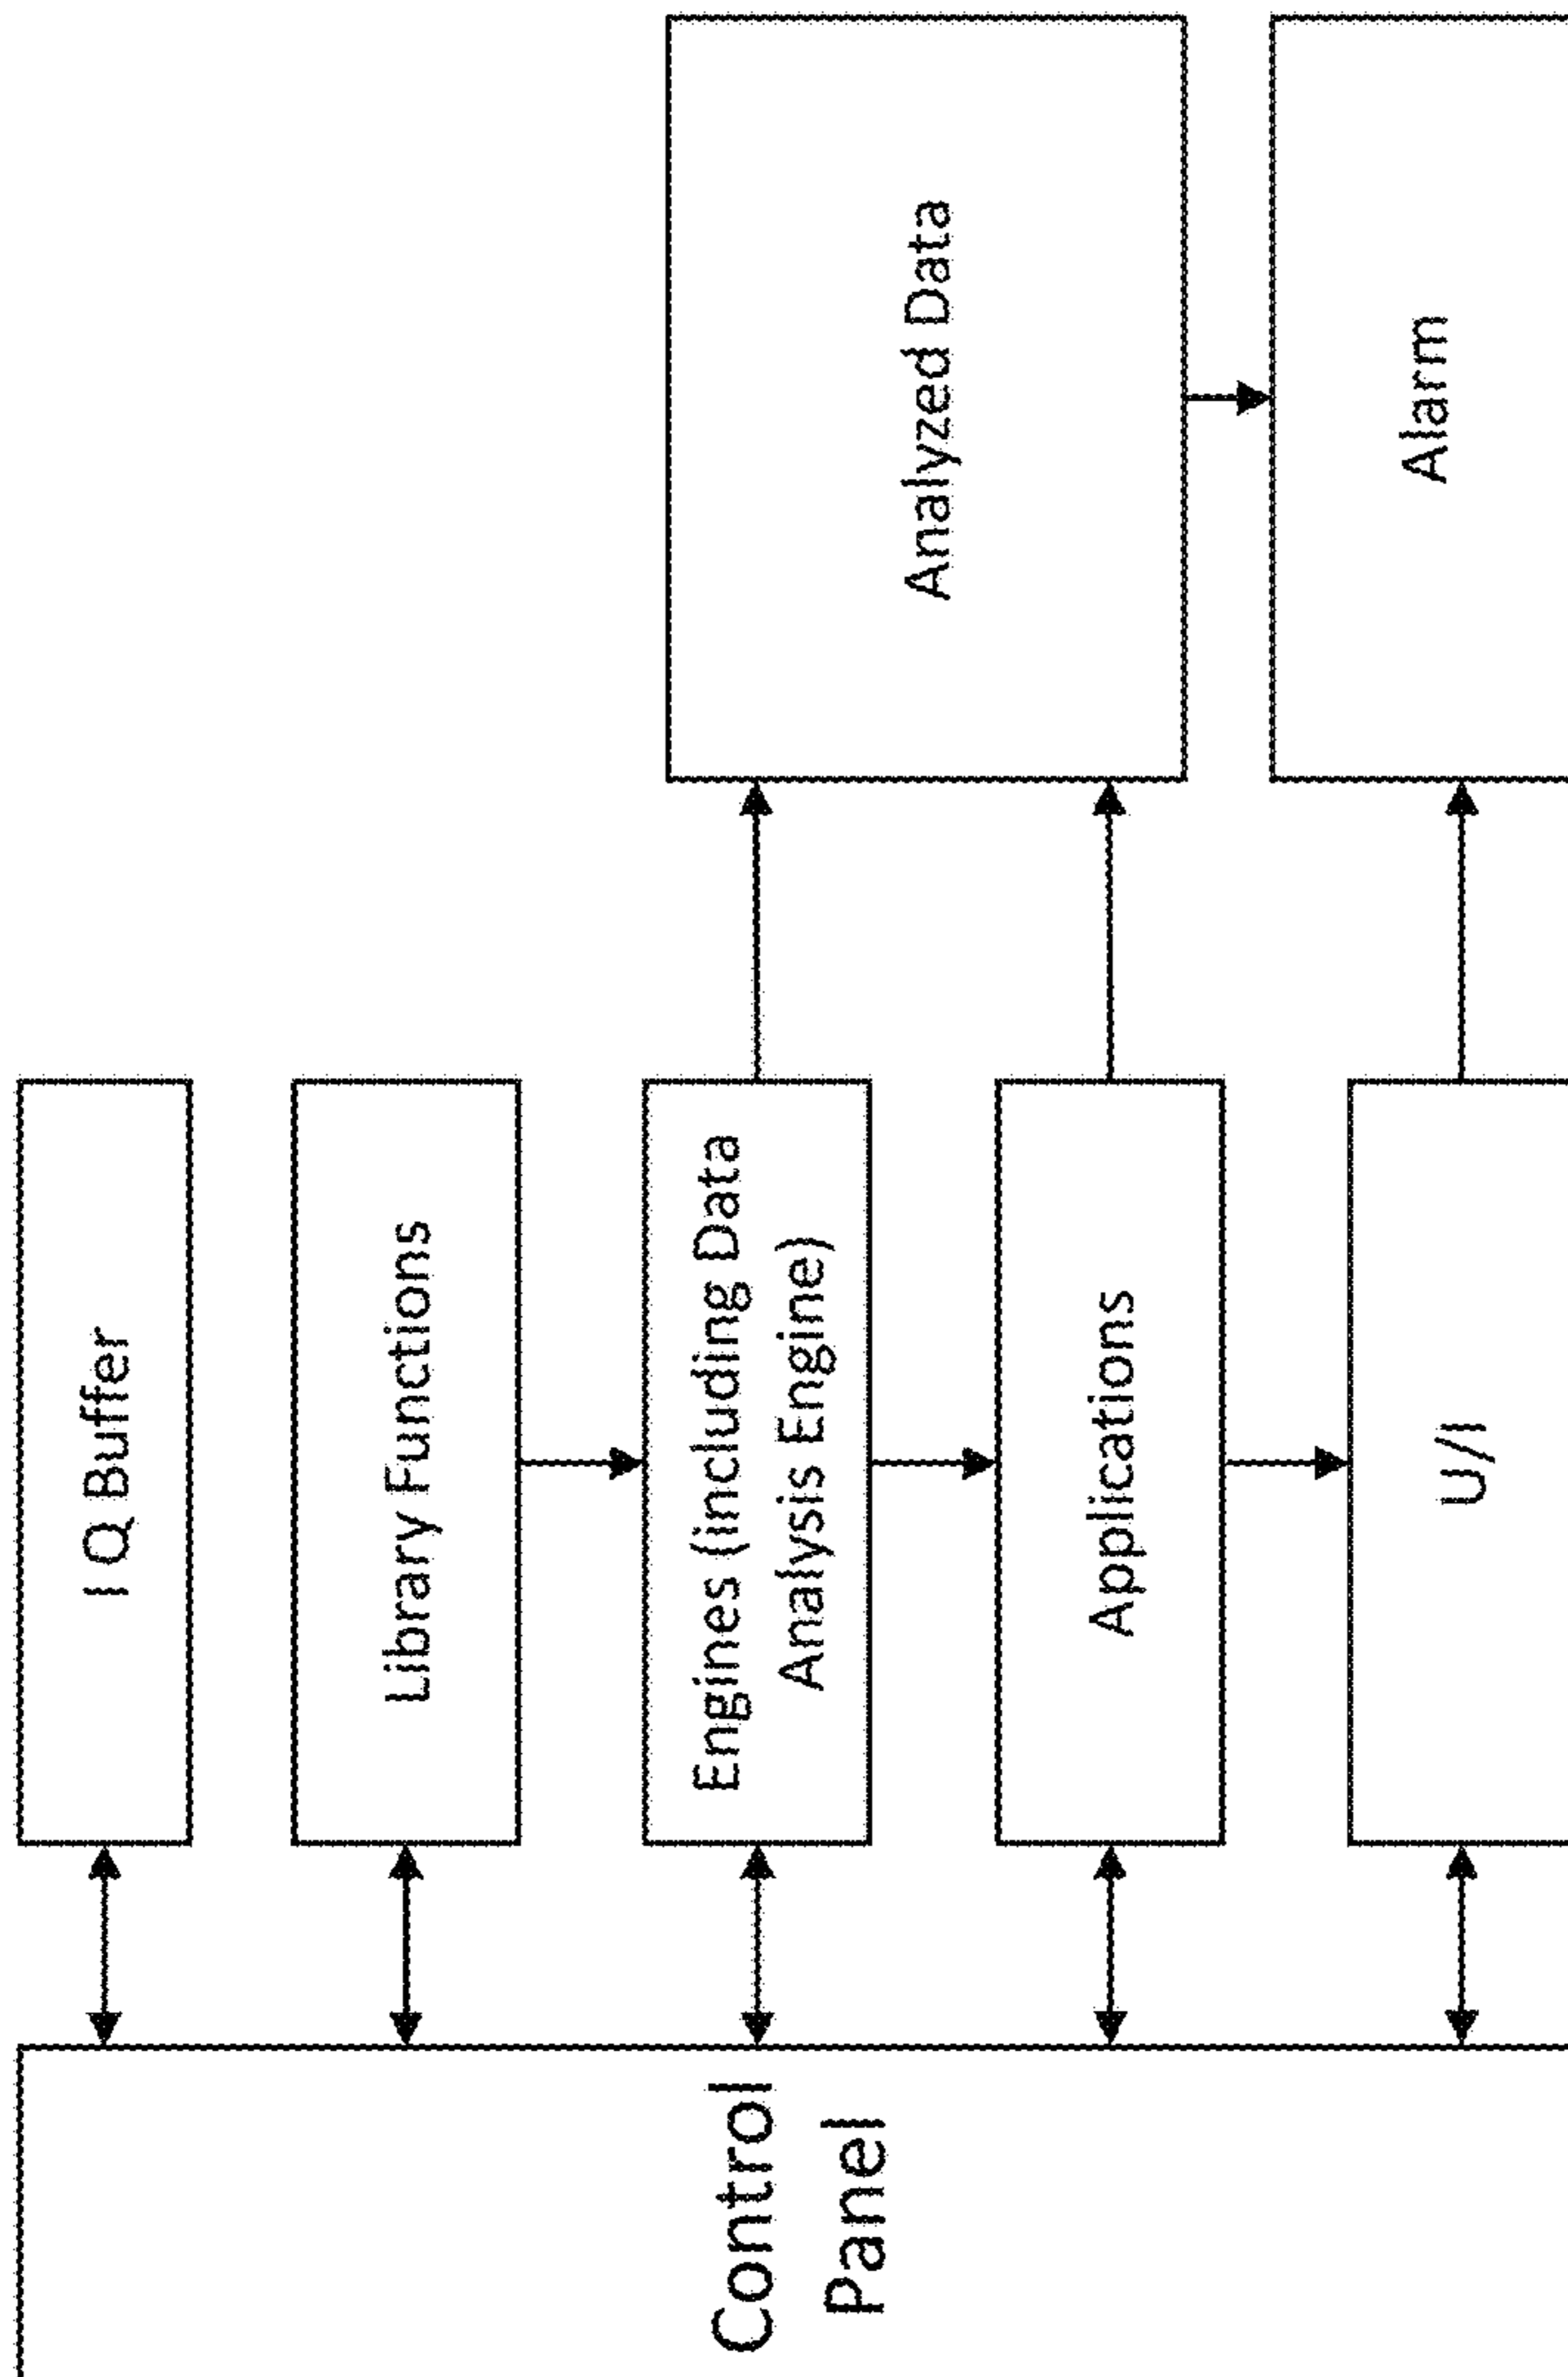 Control
Panel
I Q Buffer
Library Functions
Engines (including Data
Analysis Engine)
Applications
U/I
Analyzed Data
Alarm